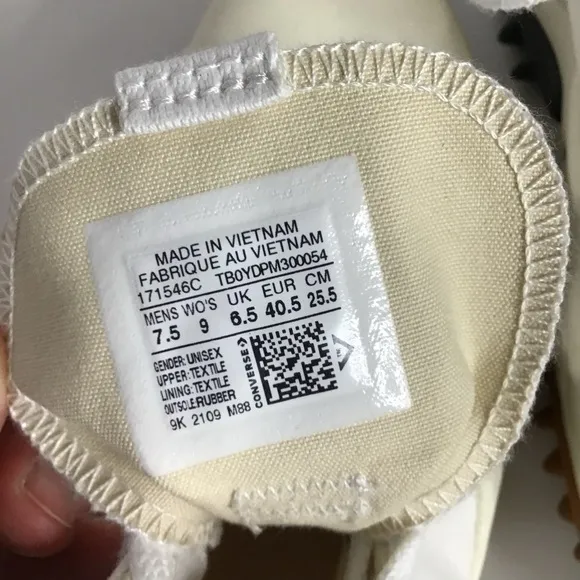 MADE IN VIETNAM
FABRIQUE AU VIETNAM
171546C TB0YDPM300054
MENS WO'S UK EUR CM
7.5 9 6.5 40.5 25.5
GENDER: UNISEX
UPPER: TEXTILE
LINING: TEXTILE
OUTSOLE:RUBBER
9K 2109 M88
CONVERSE